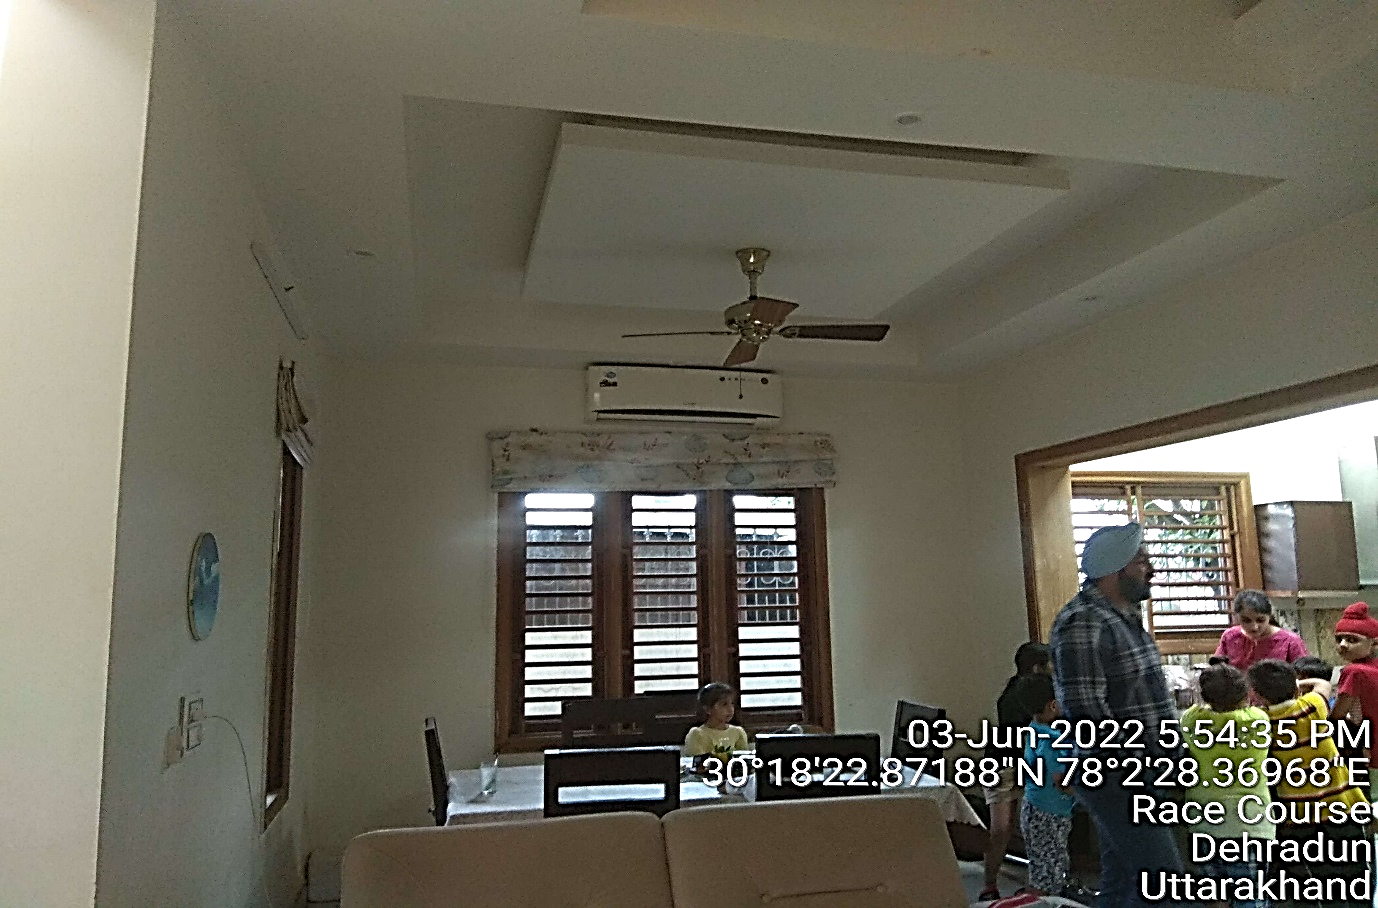 03-Jun-2022 5:54:35 PM
30°18'22.87188"N 78°2'28.36968"E
Race Course
Dehradun
Uttarakhand